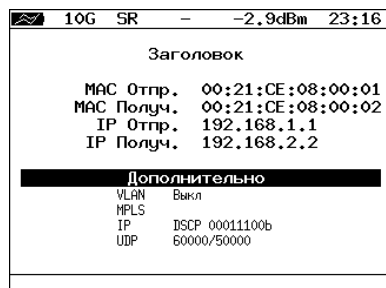 10G SR – –2.9dBm 23:16
Заголовок
MAC Отпр. 00:21:CE:08:00:01
MAC Получ. 00:21:CE:08:00:02
IP Отпр. 192.168.1.1
IP Получ. 192.168.2.2
Дополнительно
VLAN Выкл
MPLS
IP DSCP 00011100b
UDP 60000/50000